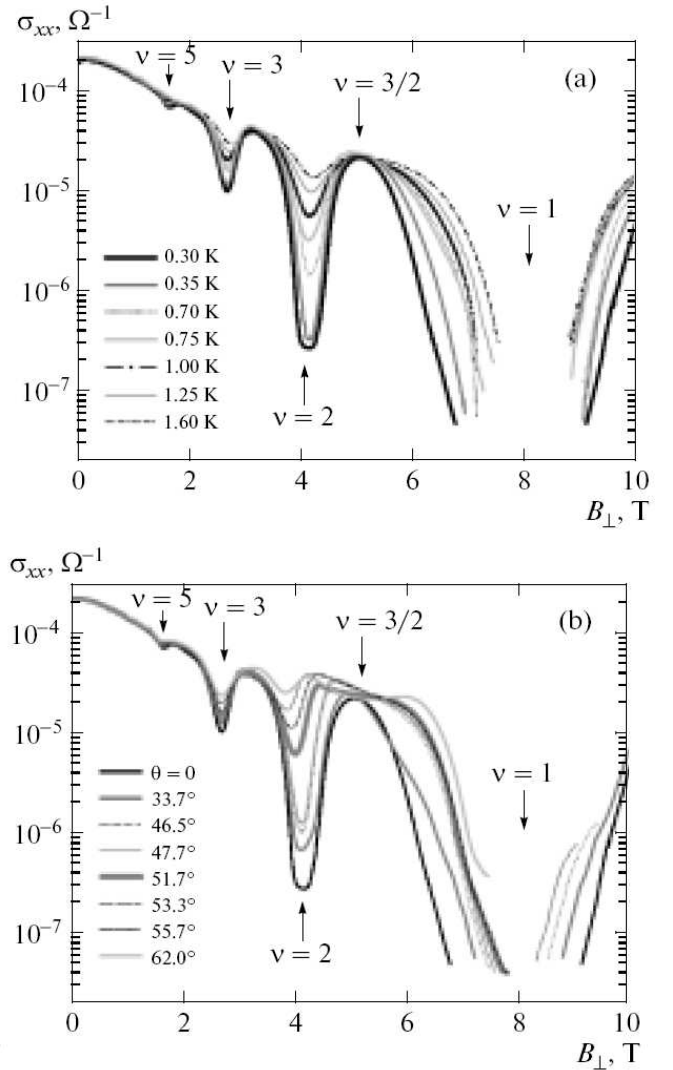 σxx, Ω−1
(a)
ν = 5
ν = 3
ν = 3/2
ν = 1
ν = 2
10−4
10−5
10−6
10−7
0.30 K
0.35 K
0.70 K
0.75 K
1.00 K
1.25 K
1.60 K
0 2 4 6 8 10
B⊥, T
σxx, Ω−1
(b)
ν = 5
ν = 3
ν = 3/2
ν = 1
ν = 2
10−4
10−5
10−6
10−7
θ = 0
33.7°
46.5°
47.7°
51.7°
53.3°
55.7°
62.0°
0 2 4 6 8 10
B⊥, T